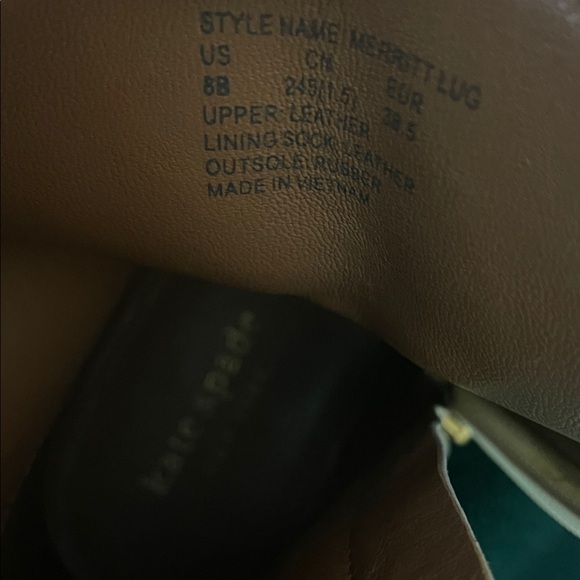 STYLE NAME MERRITT LUG
US CN EUR
8B 245(1.5) 38.5
UPPER: LEATHER
LINING SOCK: LEATHER
OUTSOLE: RUBBER
MADE IN VIETNAM
kate spade